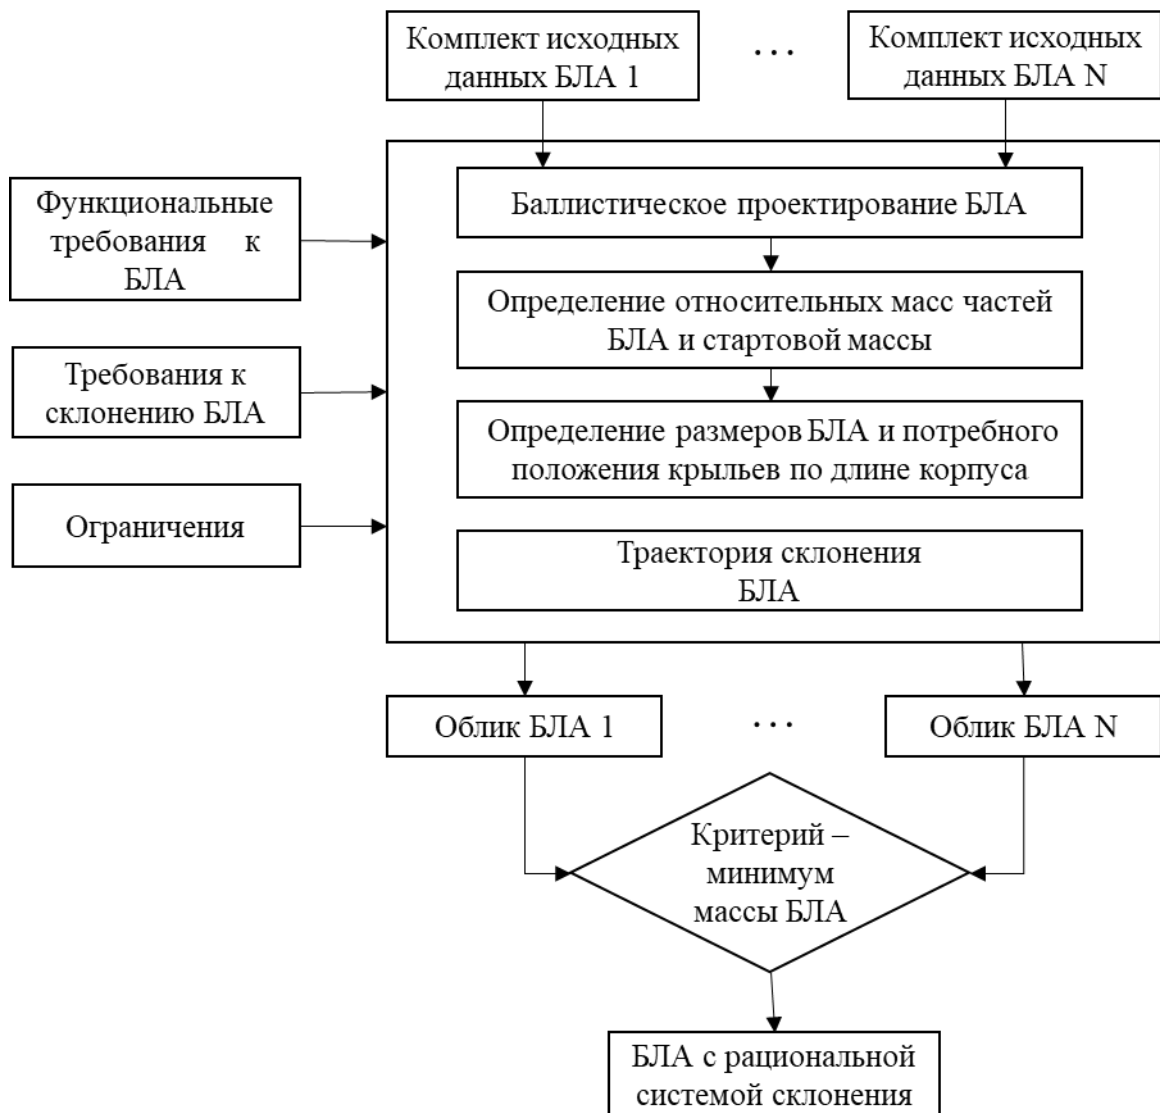 Комплект исходных
данных БЛА 1
...
Комплект исходных
данных БЛА N
Функциональные
требования к
БЛА
Требования к
склонению БЛА
Ограничения
Баллистическое проектирование БЛА
Определение относительных масс частей
БЛА и стартовой массы
Определение размеров БЛА и потребного
положения крыльев по длине корпуса
Траектория склонения
БЛА
Облик БЛА 1
...
Облик БЛА N
Критерий –
минимум
массы БЛА
БЛА с рациональной
системой склонения